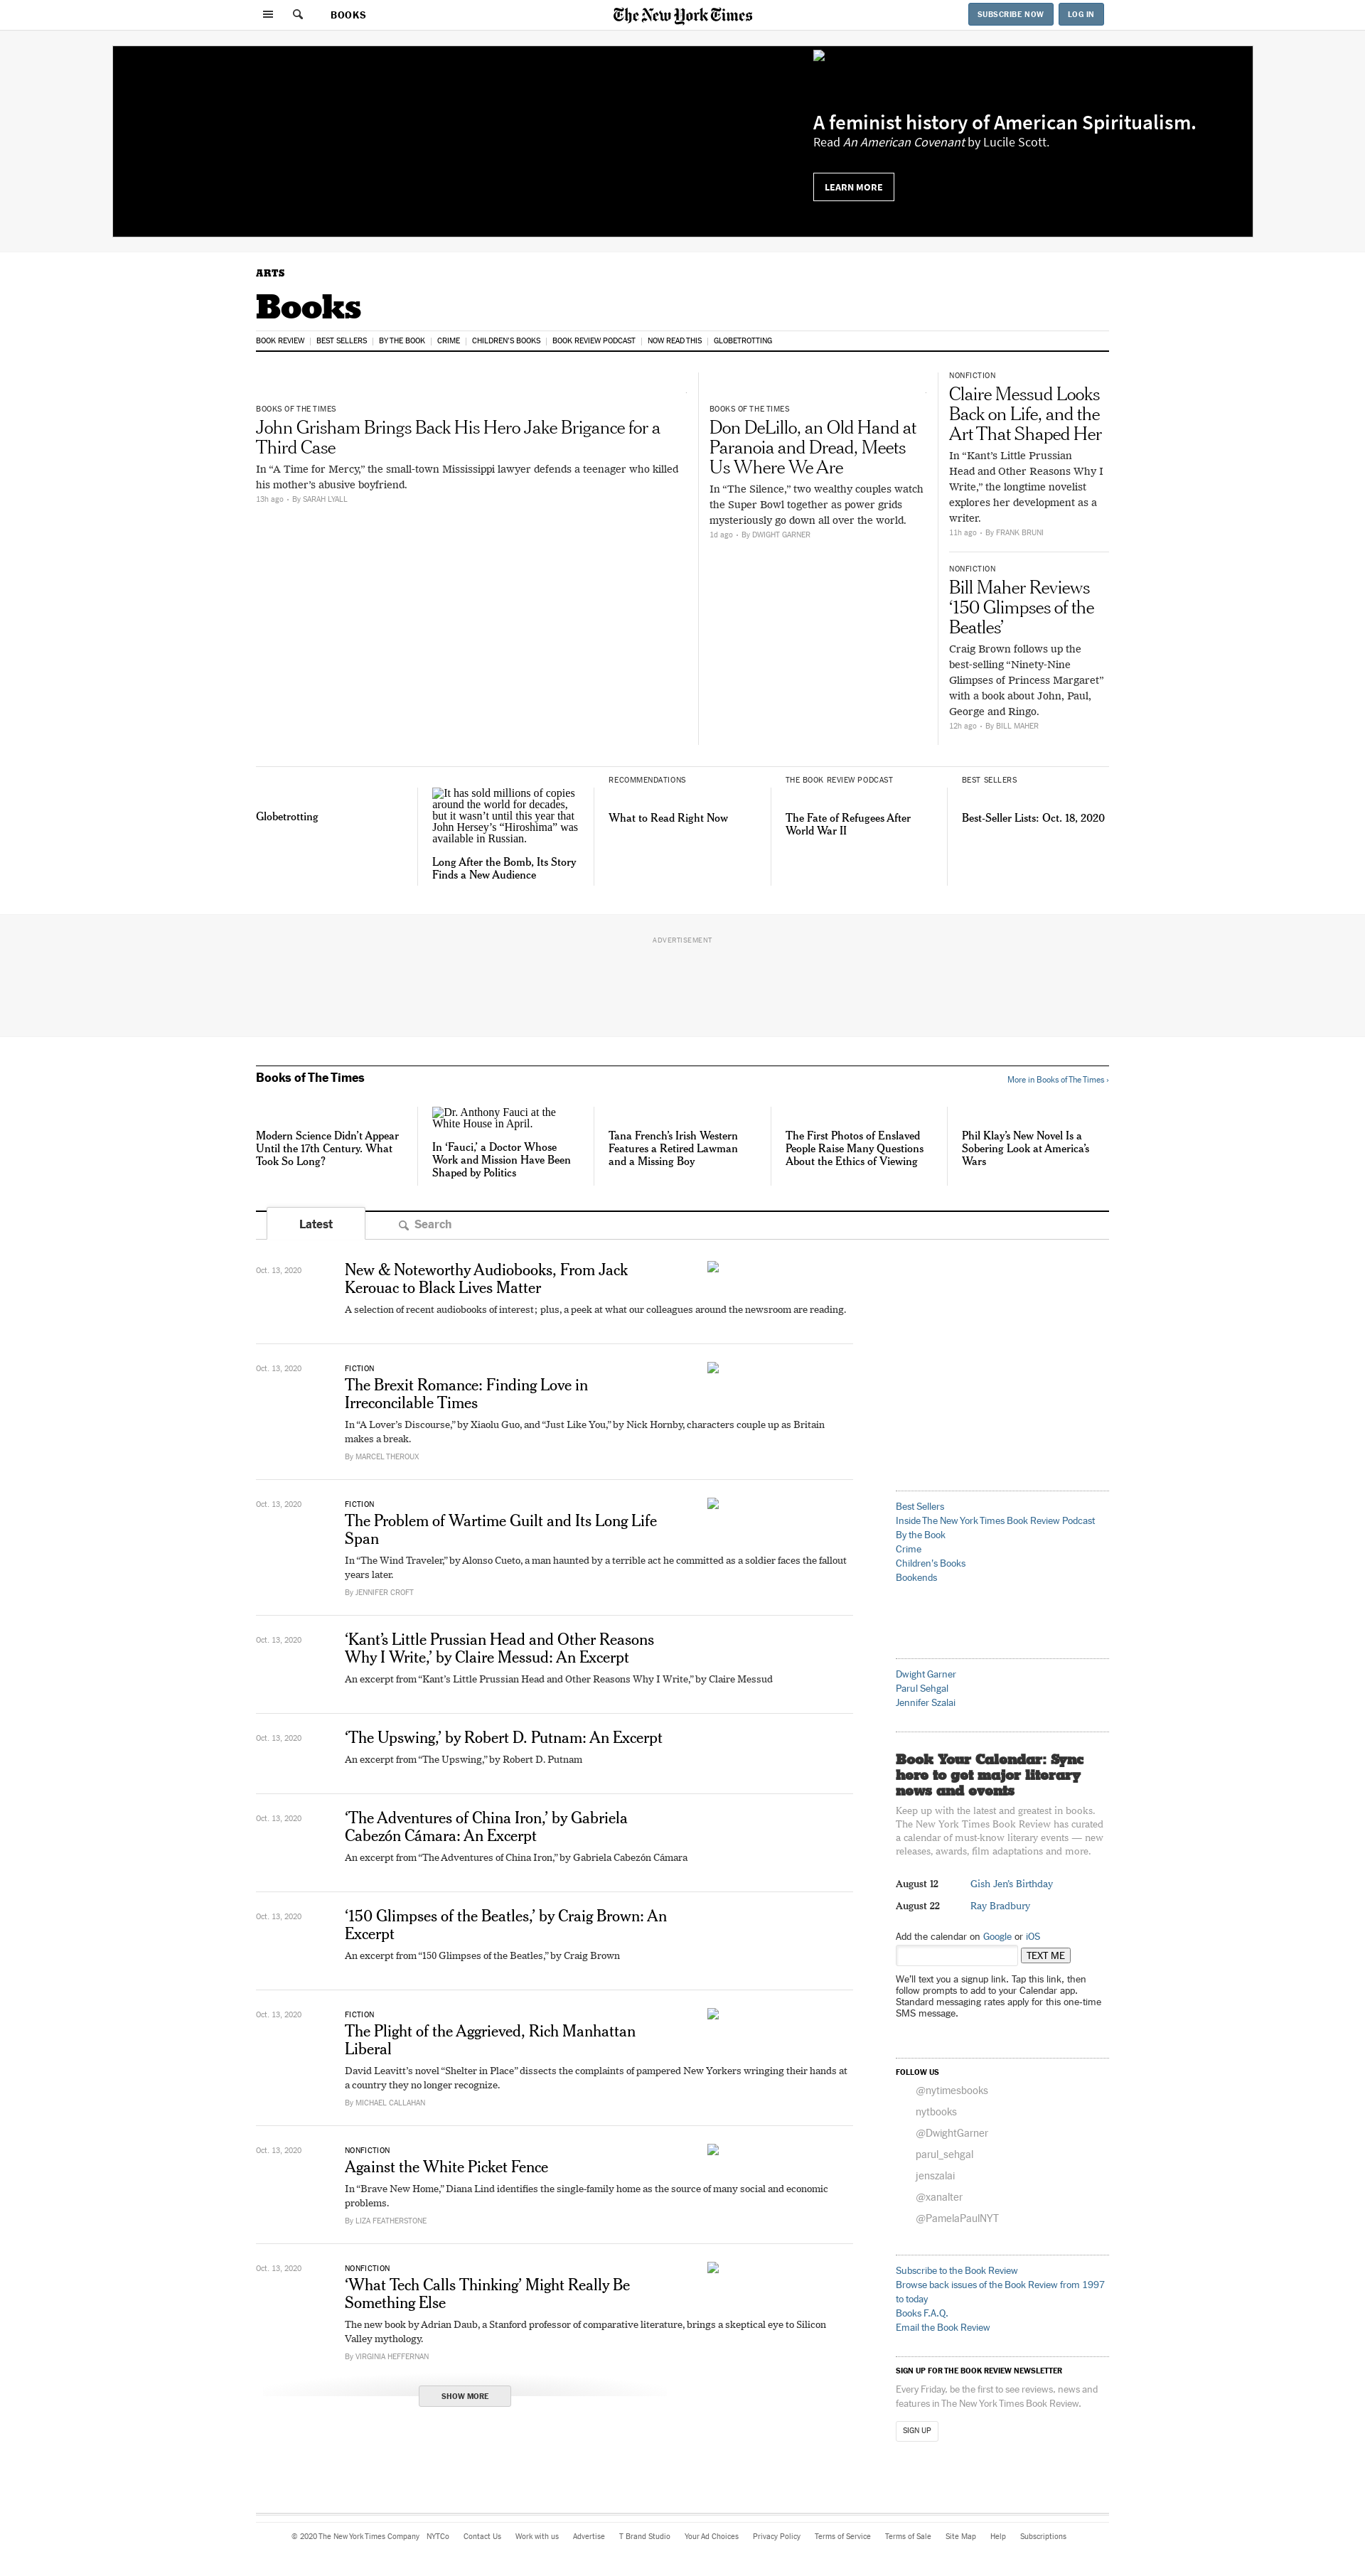 BOOKS
The New York Times
SUBSCRIBE NOW
LOG IN
A feminist history of American Spiritualism.
Read An American Covenant by Lucile Scott.
LEARN MORE
ARTS
Books
BOOK REVIEW
BEST SELLERS
BY THE BOOK
CRIME
CHILDREN'S BOOKS
BOOK REVIEW PODCAST
NOW READ THIS
GLOBETROTTING
BOOKS OF THE TIMES
John Grisham Brings Back His Hero Jake Brigance for a
Third Case
In “A Time for Mercy,” the small-town Mississippi lawyer defends a teenager who killed
his mother’s abusive boyfriend.
13h ago • By SARAH LYALL
BOOKS OF THE TIMES
Don DeLillo, an Old Hand at
Paranoia and Dread, Meets
Us Where We Are
In “The Silence,” two wealthy couples watch
the Super Bowl together as power grids
mysteriously go down all over the world.
1d ago • By DWIGHT GARNER
NONFICTION
Claire Messud Looks
Back on Life, and the
Art That Shaped Her
In “Kant’s Little Prussian
Head and Other Reasons Why I
Write,” the longtime novelist
explores her development as a
writer.
11h ago • By FRANK BRUNI
NONFICTION
Bill Maher Reviews
‘150 Glimpses of the
Beatles’
Craig Brown follows up the
best-selling “Ninety-Nine
Glimpses of Princess Margaret”
with a book about John, Paul,
George and Ringo.
12h ago • By BILL MAHER
Globetrotting
It has sold millions of copies
around the world for decades,
but it wasn’t until this year that
John Hersey’s “Hiroshima” was
available in Russian.
Long After the Bomb, Its Story
Finds a New Audience
RECOMMENDATIONS
What to Read Right Now
THE BOOK REVIEW PODCAST
The Fate of Refugees After
World War II
BEST SELLERS
Best-Seller Lists: Oct. 18, 2020
ADVERTISEMENT
Books of The Times
More in Books of The Times ›
Modern Science Didn’t Appear
Until the 17th Century. What
Took So Long?
Dr. Anthony Fauci at the
White House in April.
In ‘Fauci,’ a Doctor Whose
Work and Mission Have Been
Shaped by Politics
Tana French’s Irish Western
Features a Retired Lawman
and a Missing Boy
The First Photos of Enslaved
People Raise Many Questions
About the Ethics of Viewing
Phil Klay’s New Novel Is a
Sobering Look at America’s
Wars
Latest
Search
Oct. 13, 2020
New & Noteworthy Audiobooks, From Jack
Kerouac to Black Lives Matter
A selection of recent audiobooks of interest; plus, a peek at what our colleagues around the newsroom are reading.
Oct. 13, 2020
FICTION
The Brexit Romance: Finding Love in
Irreconcilable Times
In “A Lover’s Discourse,” by Xiaolu Guo, and “Just Like You,” by Nick Hornby, characters couple up as Britain
makes a break.
By MARCEL THEROUX
Oct. 13, 2020
FICTION
The Problem of Wartime Guilt and Its Long Life
Span
In “The Wind Traveler,” by Alonso Cueto, a man haunted by a terrible act he committed as a soldier faces the fallout
years later.
By JENNIFER CROFT
Oct. 13, 2020
‘Kant’s Little Prussian Head and Other Reasons
Why I Write,’ by Claire Messud: An Excerpt
An excerpt from “Kant’s Little Prussian Head and Other Reasons Why I Write,” by Claire Messud
Oct. 13, 2020
‘The Upswing,’ by Robert D. Putnam: An Excerpt
An excerpt from “The Upswing,” by Robert D. Putnam
Oct. 13, 2020
‘The Adventures of China Iron,’ by Gabriela
Cabezón Cámara: An Excerpt
An excerpt from “The Adventures of China Iron,” by Gabriela Cabezón Cámara
Oct. 13, 2020
‘150 Glimpses of the Beatles,’ by Craig Brown: An
Excerpt
An excerpt from “150 Glimpses of the Beatles,” by Craig Brown
Oct. 13, 2020
FICTION
The Plight of the Aggrieved, Rich Manhattan
Liberal
David Leavitt’s novel “Shelter in Place” dissects the complaints of pampered New Yorkers wringing their hands at
a country they no longer recognize.
By MICHAEL CALLAHAN
Oct. 13, 2020
NONFICTION
Against the White Picket Fence
In “Brave New Home,” Diana Lind identifies the single-family home as the source of many social and economic
problems.
By LIZA FEATHERSTONE
Oct. 13, 2020
NONFICTION
‘What Tech Calls Thinking’ Might Really Be
Something Else
The new book by Adrian Daub, a Stanford professor of comparative literature, brings a skeptical eye to Silicon
Valley mythology.
By VIRGINIA HEFFERNAN
SHOW MORE
Best Sellers
Inside The New York Times Book Review Podcast
By the Book
Crime
Children's Books
Bookends
Dwight Garner
Parul Sehgal
Jennifer Szalai
Book Your Calendar: Sync
here to get major literary
news and events
Keep up with the latest and greatest in books.
The New York Times Book Review has curated
a calendar of must-know literary events — new
releases, awards, film adaptations and more.
August 12 Gish Jen’s Birthday
August 22 Ray Bradbury
Add the calendar on Google or iOS
TEXT ME
We’ll text you a signup link. Tap this link, then
follow prompts to add to your Calendar app.
Standard messaging rates apply for this one-time
SMS message.
FOLLOW US
@nytimesbooks
nytbooks
@DwightGarner
parul_sehgal
jenszalai
@xanalter
@PamelaPaulNYT
Subscribe to the Book Review
Browse back issues of the Book Review from 1997
to today
Books F.A.Q.
Email the Book Review
SIGN UP FOR THE BOOK REVIEW NEWSLETTER
Every Friday, be the first to see reviews, news and
features in The New York Times Book Review.
SIGN UP
© 2020 The New York Times Company NYTCo Contact Us Work with us Advertise T Brand Studio Your Ad Choices Privacy Policy Terms of Service Terms of Sale Site Map Help Subscriptions